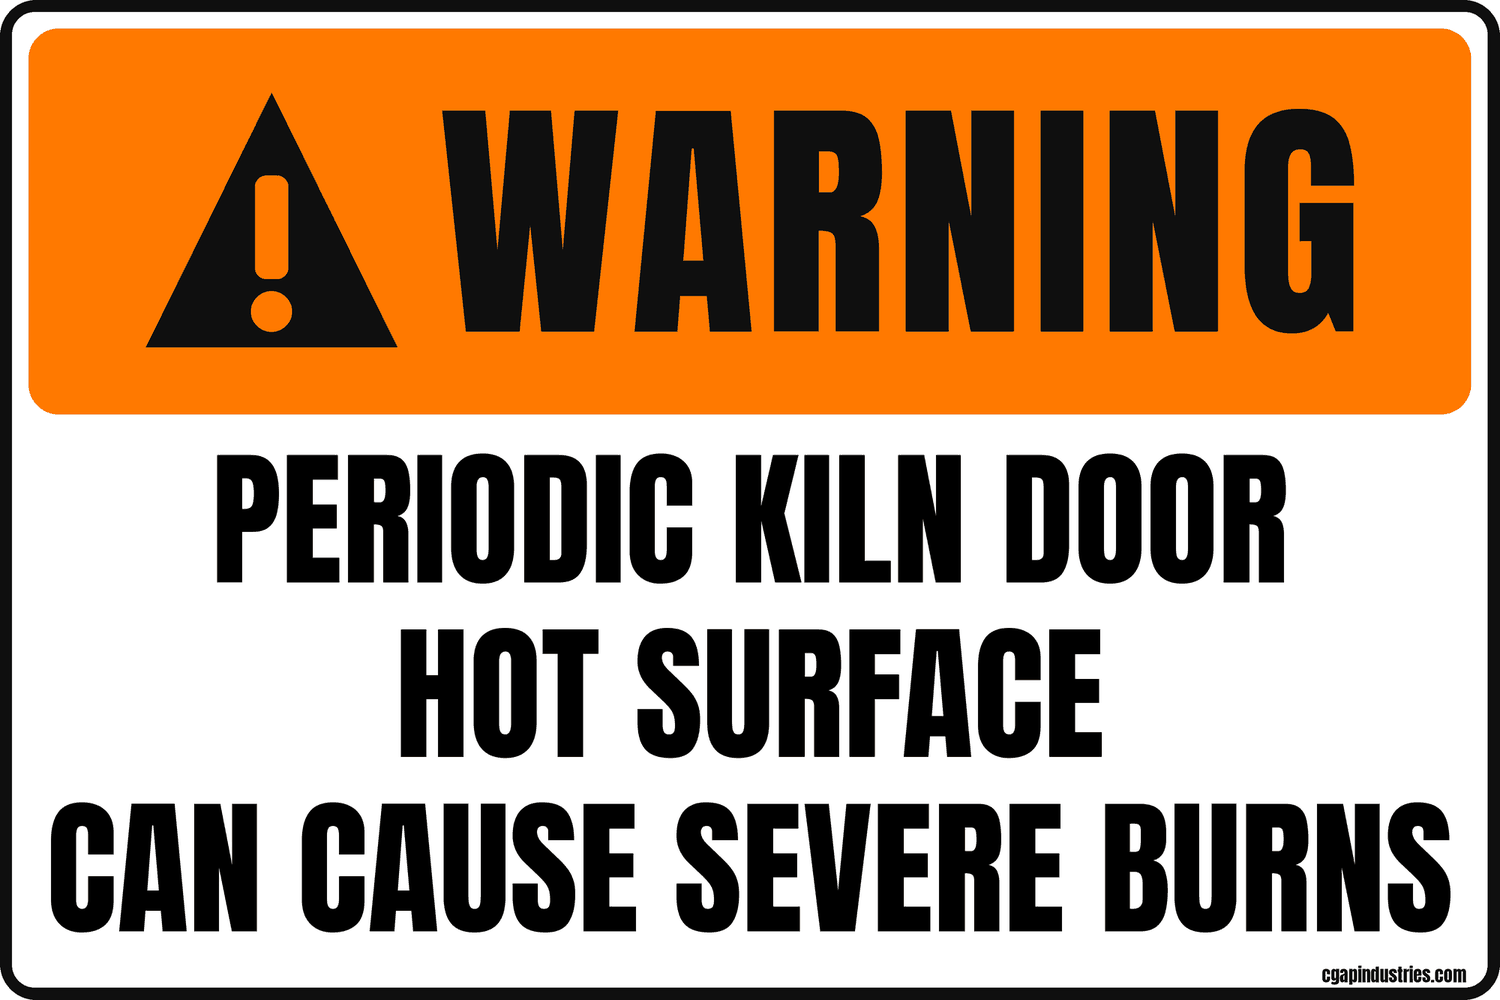 WARNING
PERIODIC KILN DOOR
HOT SURFACE
CAN CAUSE SEVERE BURNS
cgapindustries.com